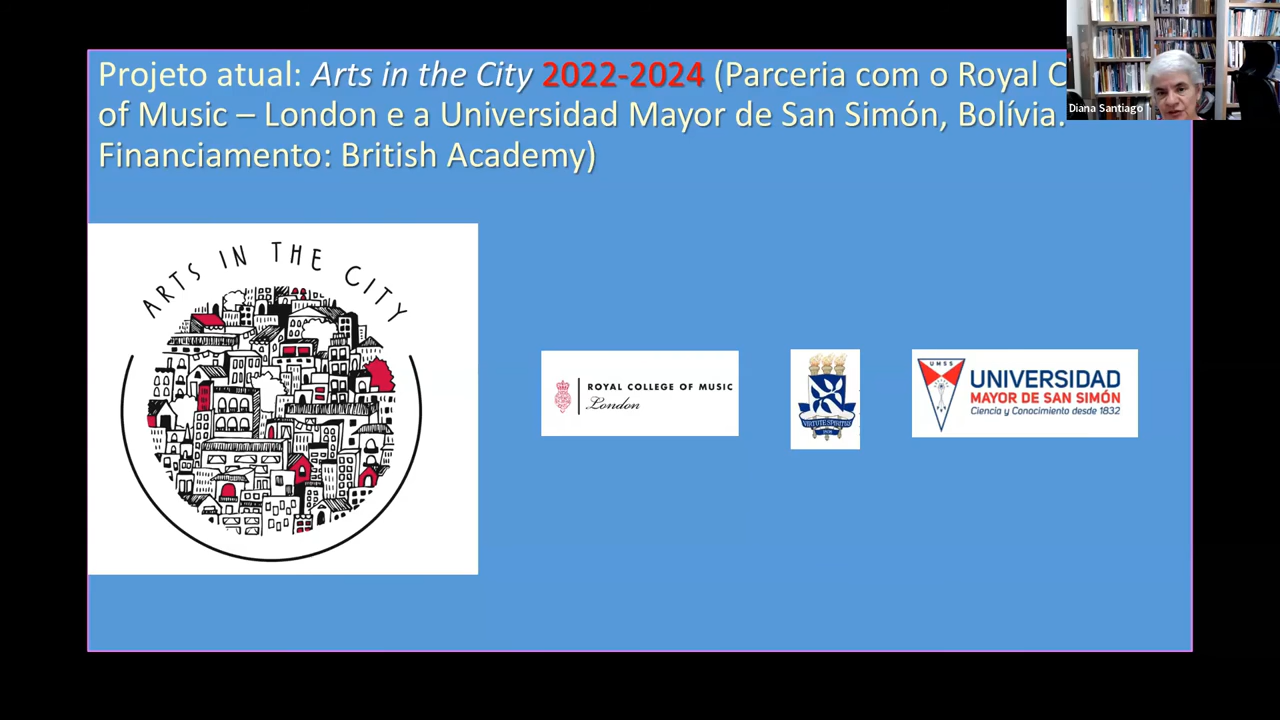 Projeto atual: Arts in the City 2022-2024 (Parceria com o Royal C
of Music – London e a Universidad Mayor de San Simón, Bolívia.
Financiamento: British Academy)
Diana Santiago
ARTS IN THE CITY
ROYAL COLLEGE OF MUSIC
London
VIRTUTE SPIRITUS
UMSS
UNIVERSIDAD
MAYOR DE SAN SIMÓN
Ciencia y Conocimiento desde 1832